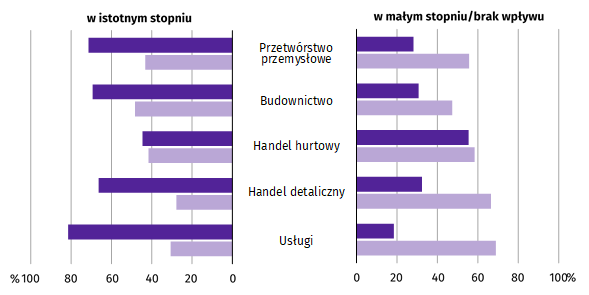 w istotnym stopniu
w małym stopniu/brak wpływu
Przetwórstwo
przemysłowe
Budownictwo
Handel hurtowy
Handel detaliczny
Usługi
%100 80 60 40 20 0
0 20 40 60 80 100%